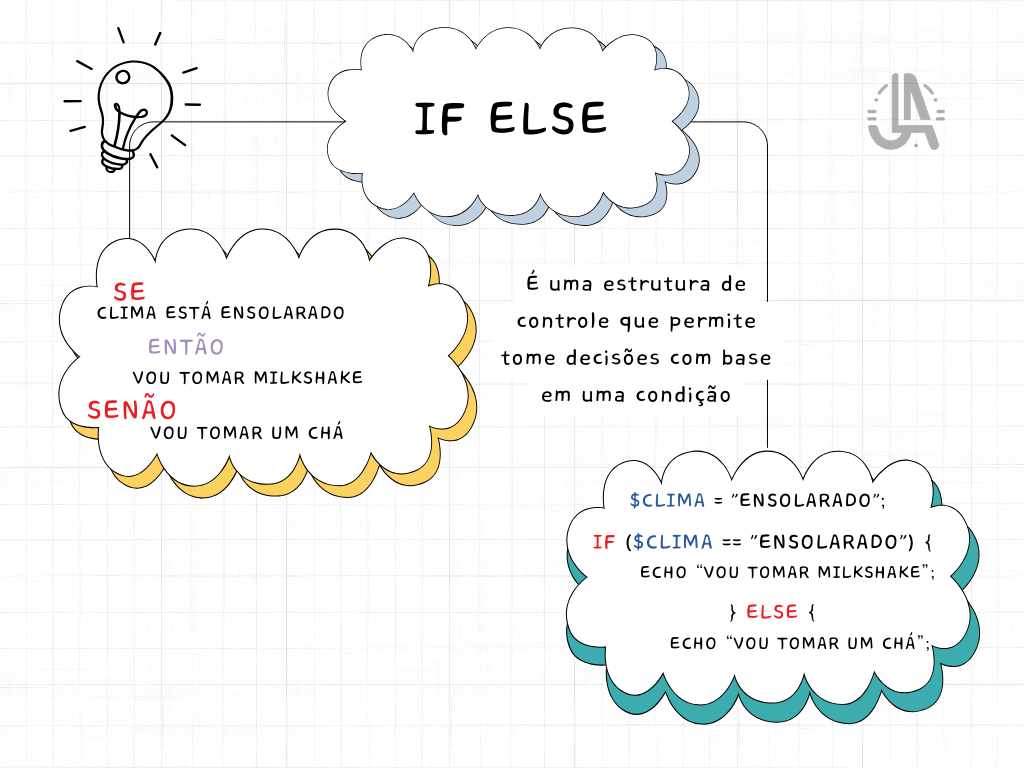 IF ELSE
SE
CLIMA ESTÁ ENSOLARADO
ENTÃO
VOU TOMAR MILKSHAKE
SENÃO
VOU TOMAR UM CHÁ
É uma estrutura de
controle que permite
tome decisões com base
em uma condição
$CLIMA = "ENSOLARADO";
IF ($CLIMA == "ENSOLARADO") {
ECHO “VOU TOMAR MILKSHAKE”;
} ELSE {
ECHO “VOU TOMAR UM CHÁ”;